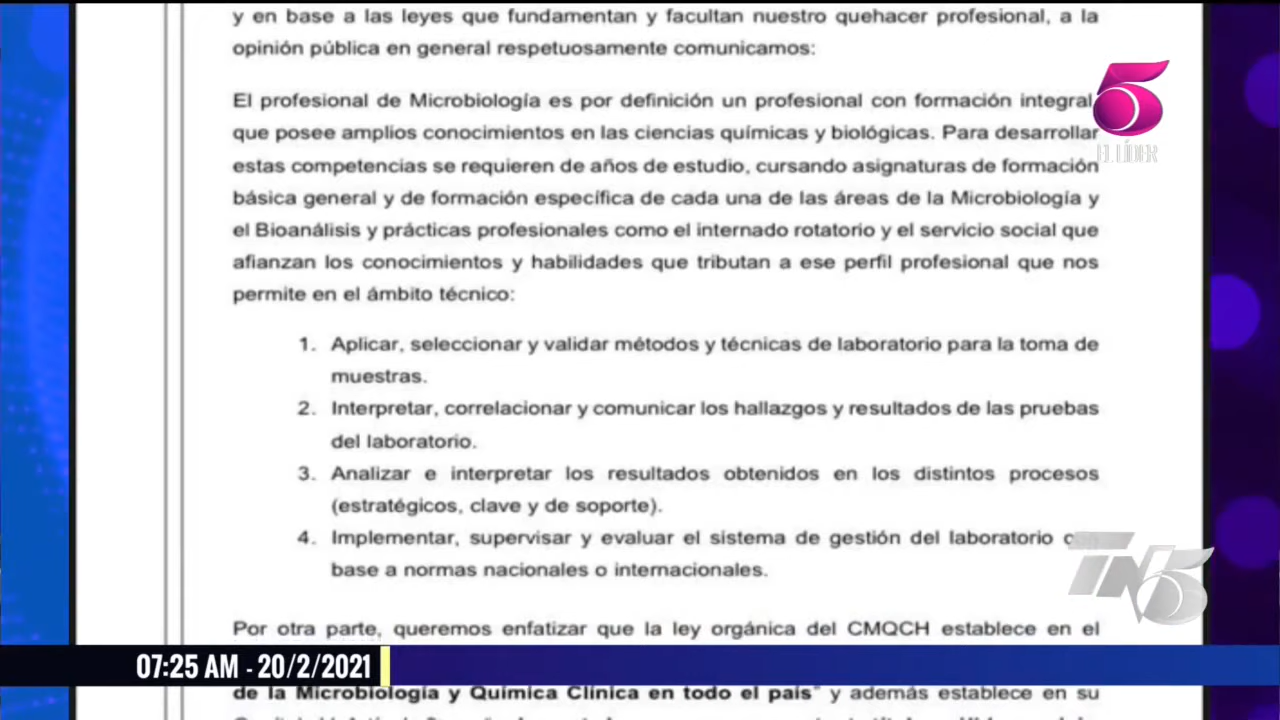 y en base a las leyes que fundamentan y facultan nuestro quehacer profesional, a la
opinión pública en general respetuosamente comunicamos:
El profesional de Microbiología es por definición un profesional con formación integral
que posee amplios conocimientos en las ciencias químicas y biológicas. Para desarrollar
estas competencias se requieren de años de estudio, cursando asignaturas de formación
básica general y de formación específica de cada una de las áreas de la Microbiología y
el Bioanálisis y prácticas profesionales como el internado rotatorio y el servicio social que
afianzan los conocimientos y habilidades que tributan a ese perfil profesional que nos
permite en el ámbito técnico:
1. Aplicar, seleccionar y validar métodos y técnicas de laboratorio para la toma de
muestras.
2. Interpretar, correlacionar y comunicar los hallazgos y resultados de las pruebas
del laboratorio.
3. Analizar e interpretar los resultados obtenidos en los distintos procesos
(estratégicos, clave y de soporte).
4. Implementar, supervisar y evaluar el sistema de gestión del laboratorio
base a normas nacionales o internacionales.
Por otra parte, queremos enfatizar que la ley orgánica del CMQCH establece en el
de la Microbiología y Química Clínica en todo el país" y además establece en su
5
EL LÍDER
TN5
07:25 AM - 20/2/2021